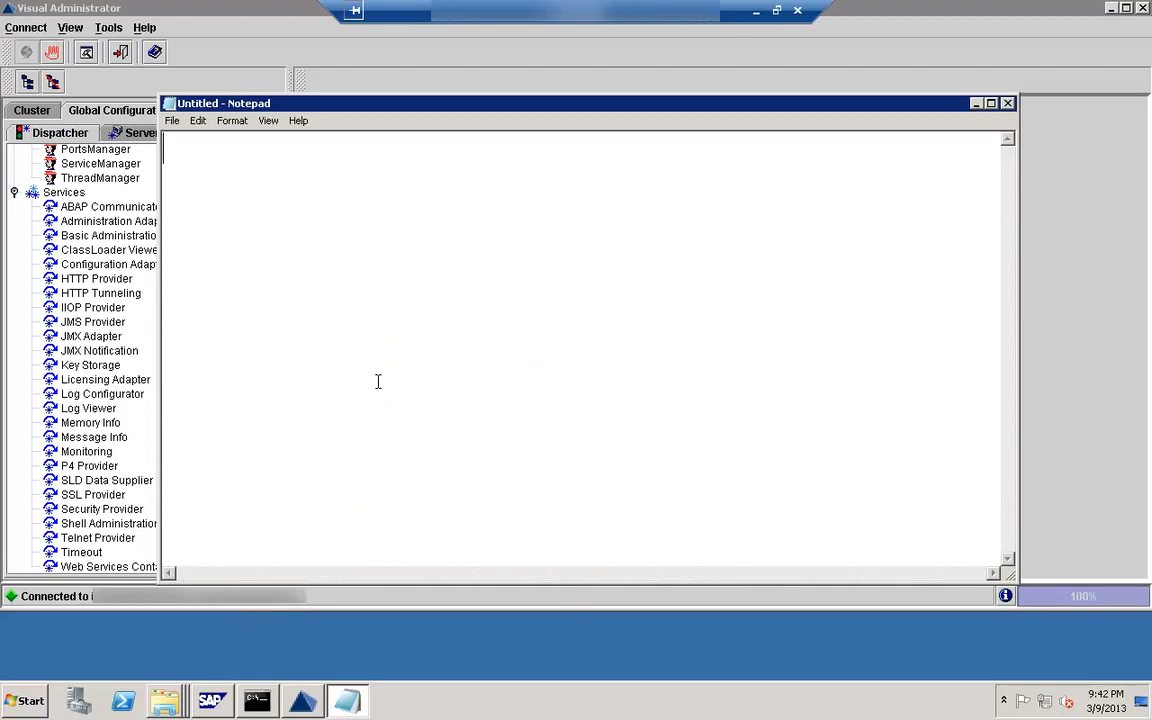 Visual Administrator
Connect View Tools Help
Cluster Global Configurat
Dispatcher Serve
Untitled - Notepad
File Edit Format View Help
PortsManager
ServiceManager
ThreadManager
Services
ABAP Communicat
Administration Adap
Basic Administratio
ClassLoader Viewe
Configuration Adap
HTTP Provider
HTTP Tunneling
IIOP Provider
JMS Provider
JMX Adapter
JMX Notification
Key Storage
Licensing Adapter
Log Configurator
Log Viewer
Memory Info
Message Info
Monitoring
P4 Provider
SLD Data Supplier
SSL Provider
Security Provider
Shell Administration
Telnet Provider
Timeout
Web Services Cont
Connected to i
100%
Start
SAP
9:42 PM
3/9/2013